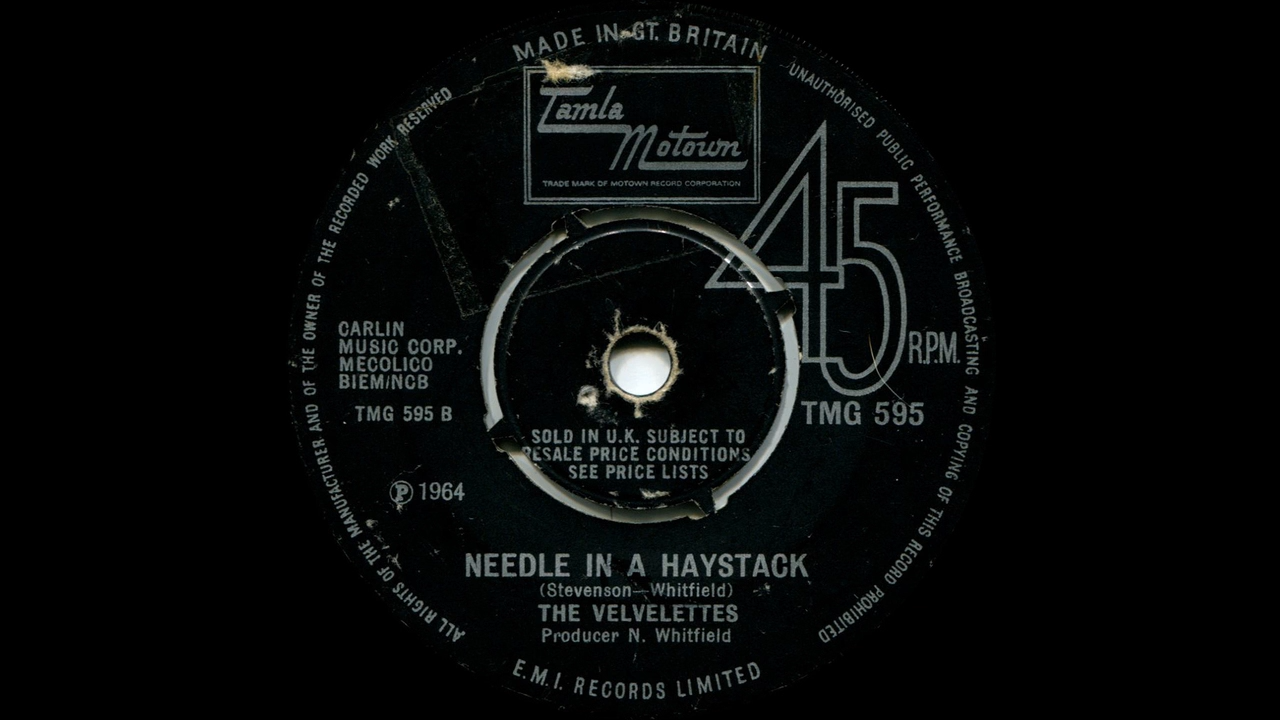 MADE IN GT. BRITAIN
Tamla
Motown
TRADE MARK OF MOTOWN RECORD CORPORATION
UNAUTHORISED PUBLIC PERFORMANCE BROADCASTING AND COPYING OF THIS RECORD PROHIBITED
ALL RIGHTS OF THE MANUFACTURER AND OF THE OWNER OF THE RECORDED WORK RESERVED
45
R.P.M.
TMG 595
CARLIN
MUSIC CORP.
MECOLICO
BIEM/NCB
TMG 595 B
℗ 1964
SOLD IN U.K. SUBJECT TO
RESALE PRICE CONDITIONS
SEE PRICE LISTS
NEEDLE IN A HAYSTACK
(Stevenson—Whitfield)
THE VELVELETTES
Producer N. Whitfield
E.M.I. RECORDS LIMITED